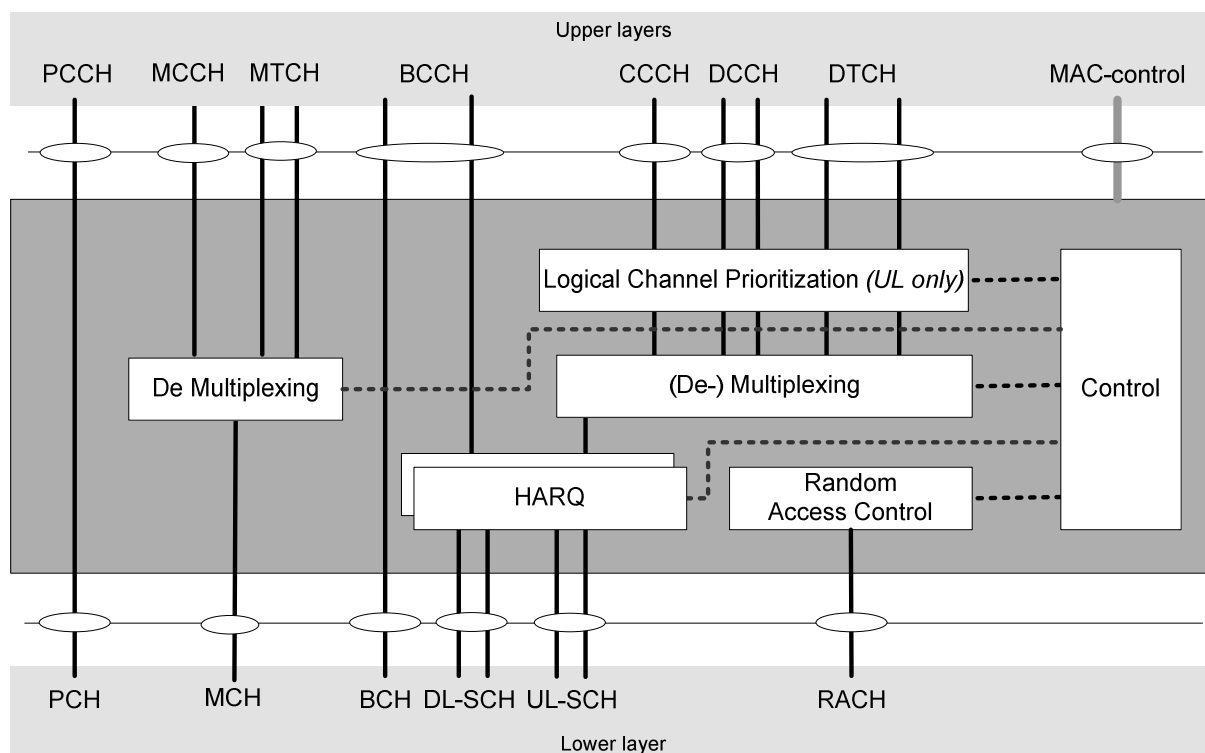 Upper layers
PCCH MCCH MTCH BCCH CCCH DCCH DTCH MAC-control
Logical Channel Prioritization (UL only)
De Multiplexing
(De-) Multiplexing
Control
HARQ
Random
Access Control
PCH MCH BCH DL-SCH UL-SCH RACH
Lower layer